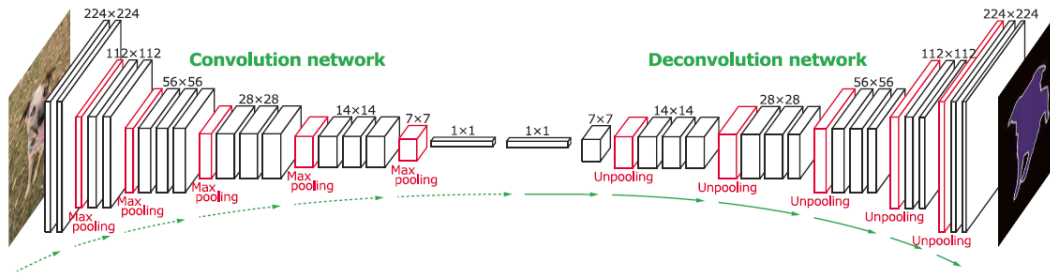 224×224
112×112
56×56
28×28
14×14
7×7
1×1
1×1
7×7
14×14
28×28
56×56
112×112
224×224
Convolution network
Deconvolution network
Max
pooling
Max
pooling
Max
pooling
Max
pooling
Max
pooling
Unpooling
Unpooling
Unpooling
Unpooling
Unpooling